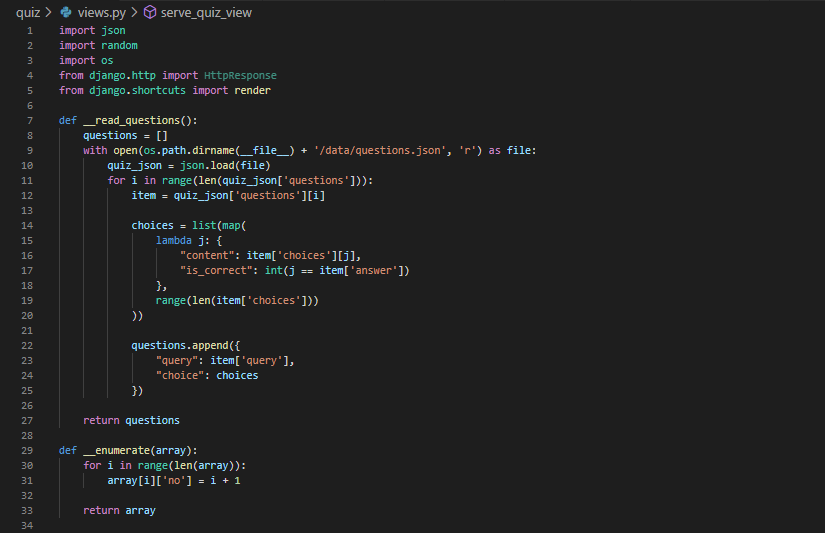 quiz > views.py > serve_quiz_view
1 import json
2 import random
3 import os
4 from django.http import HttpResponse
5 from django.shortcuts import render
6
7 def __read_questions():
8     questions = []
9     with open(os.path.dirname(__file__) + '/data/questions.json', 'r') as file:
10         quiz_json = json.load(file)
11         for i in range(len(quiz_json['questions'])):
12             item = quiz_json['questions'][i]
13
14             choices = list(map(
15                 lambda j: {
16                     "content": item['choices'][j],
17                     "is_correct": int(j == item['answer'])
18                 },
19                 range(len(item['choices']))
20             ))
21
22             questions.append({
23                 "query": item['query'],
24                 "choice": choices
25             })
26
27     return questions
28
29 def __enumerate(array):
30     for i in range(len(array)):
31         array[i]['no'] = i + 1
32
33     return array
34